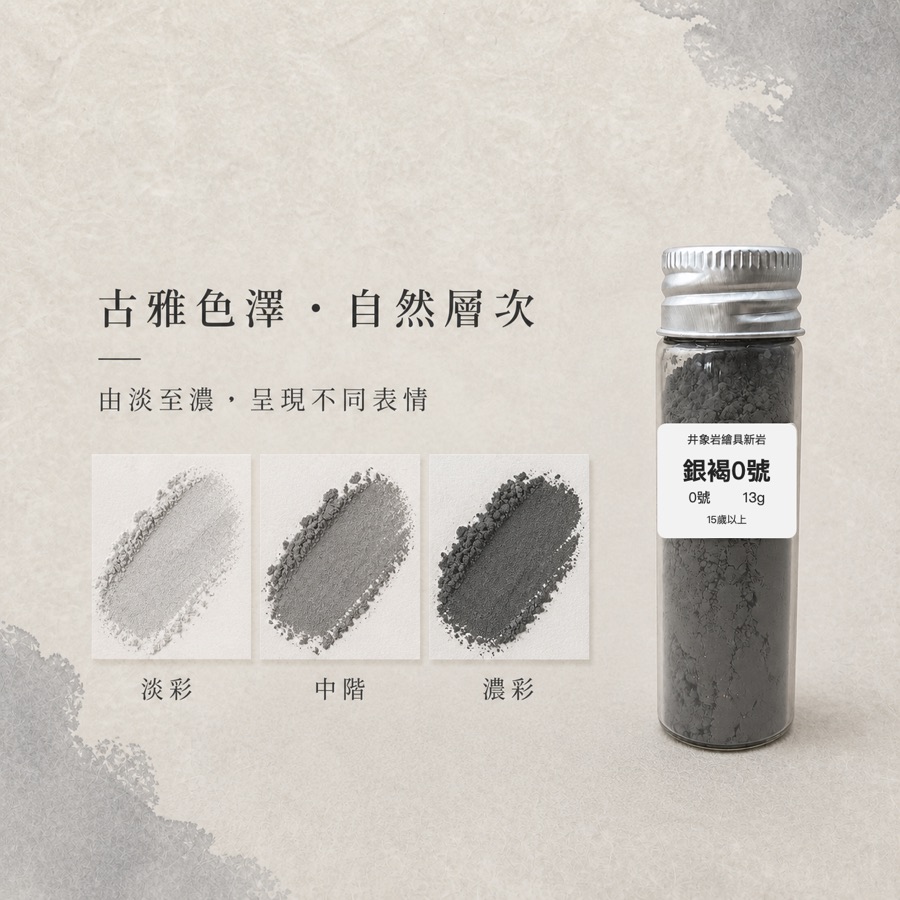 古雅色澤・自然層次
由淡至濃，呈現不同表情
淡彩 中階 濃彩
井象岩繪具新岩
銀褐0號
0號 13g
15歲以上